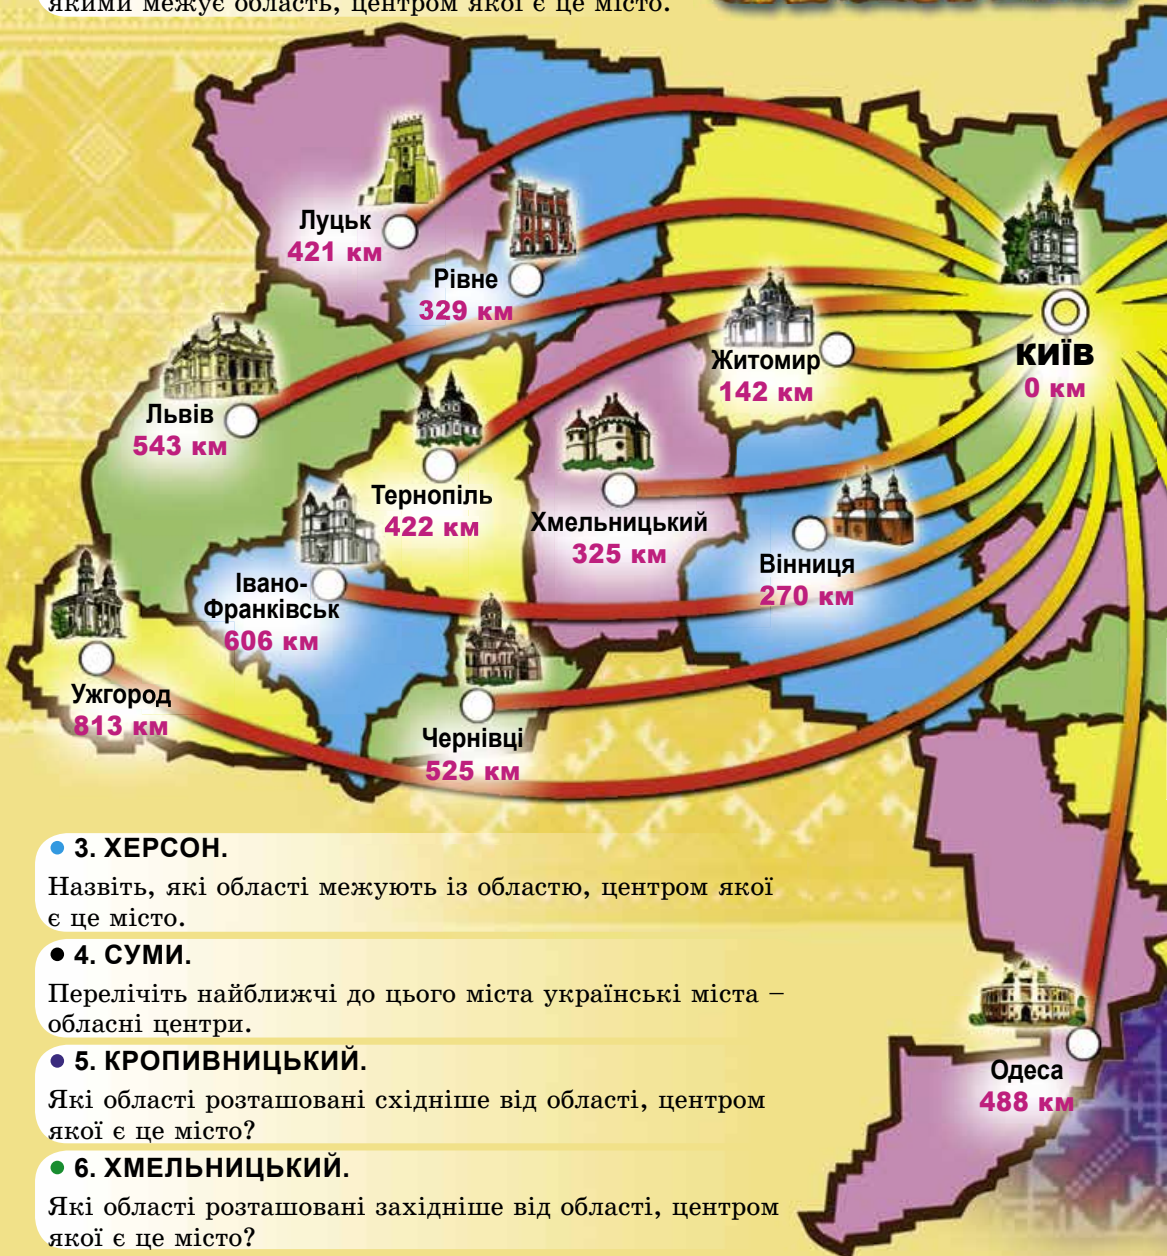 якими межує область, центром якої є це місто.
Луцьк
421 км
Рівне
329 км
Житомир
142 км
КИЇВ
0 км
Львів
543 км
Тернопіль
422 км
Хмельницький
325 км
Вінниця
270 км
Івано-
Франківськ
606 км
Ужгород
813 км
Чернівці
525 км
Одеса
488 км
• 3. ХЕРСОН.
Назвіть, які області межують із областю, центром якої
є це місто.
• 4. СУМИ.
Перелічіть найближчі до цього міста українські міста –
обласні центри.
• 5. КРОПИВНИЦЬКИЙ.
Які області розташовані східніше від області, центром
якої є це місто?
• 6. ХМЕЛЬНИЦЬКИЙ.
Які області розташовані західніше від області, центром
якої є це місто?